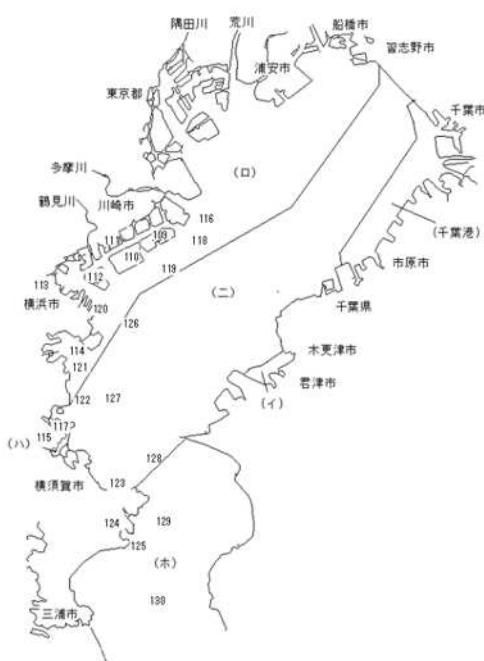 隅田川
荒川
船橋市
習志野市
浦安市
東京都
千葉市
多摩川
(ロ)
鶴見川
川崎市
116
(千葉港)
111
109
118
110
119
市原市
112
113
(ニ)
横浜市
120
千葉県
126
114
木更津市
121
君津市
122
127
(イ)
117
(ハ)
115
128
横須賀市
123
124
129
125
(ホ)
130
三浦市